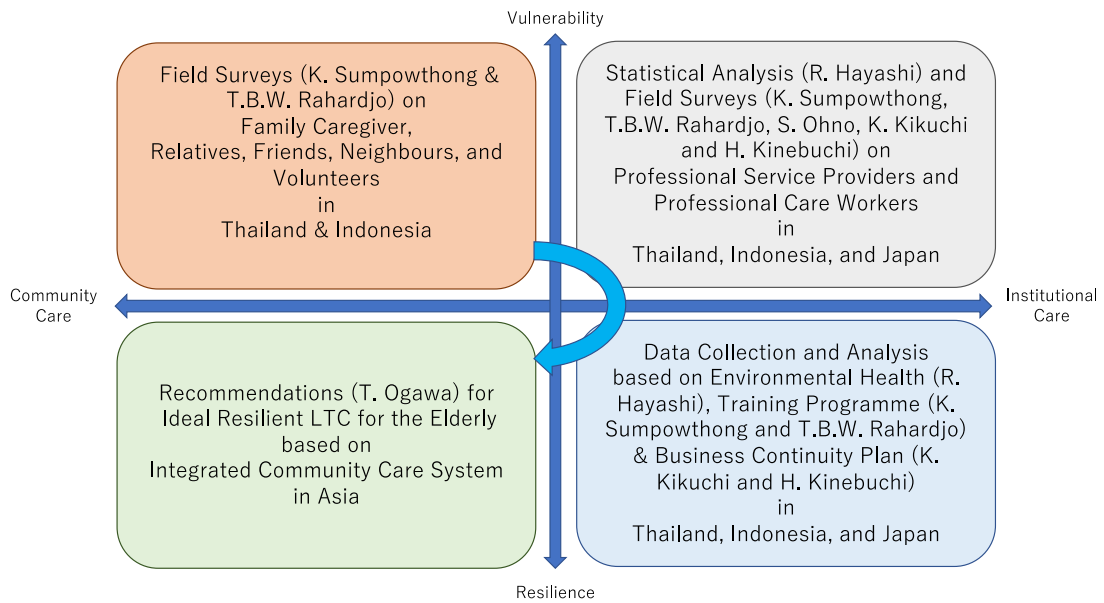 Vulnerability
Field Surveys (K. Sumpowthong &
T.B.W. Rahardjo) on
Family Caregiver,
Relatives, Friends, Neighbours, and
Volunteers
in
Thailand & Indonesia
Statistical Analysis (R. Hayashi) and
Field Surveys (K. Sumpowthong,
T.B.W. Rahardjo, S. Ohno, K. Kikuchi
and H. Kinebuchi) on
Professional Service Providers and
Professional Care Workers
in
Thailand, Indonesia, and Japan
Community
Care
Institutional
Care
Recommendations (T. Ogawa) for
Ideal Resilient LTC for the Elderly
based on
Integrated Community Care System
in Asia
Data Collection and Analysis
based on Environmental Health (R.
Hayashi), Training Programme (K.
Sumpowthong and T.B.W. Rahardjo)
& Business Continuity Plan (K.
Kikuchi and H. Kinebuchi)
in
Thailand, Indonesia, and Japan
Resilience